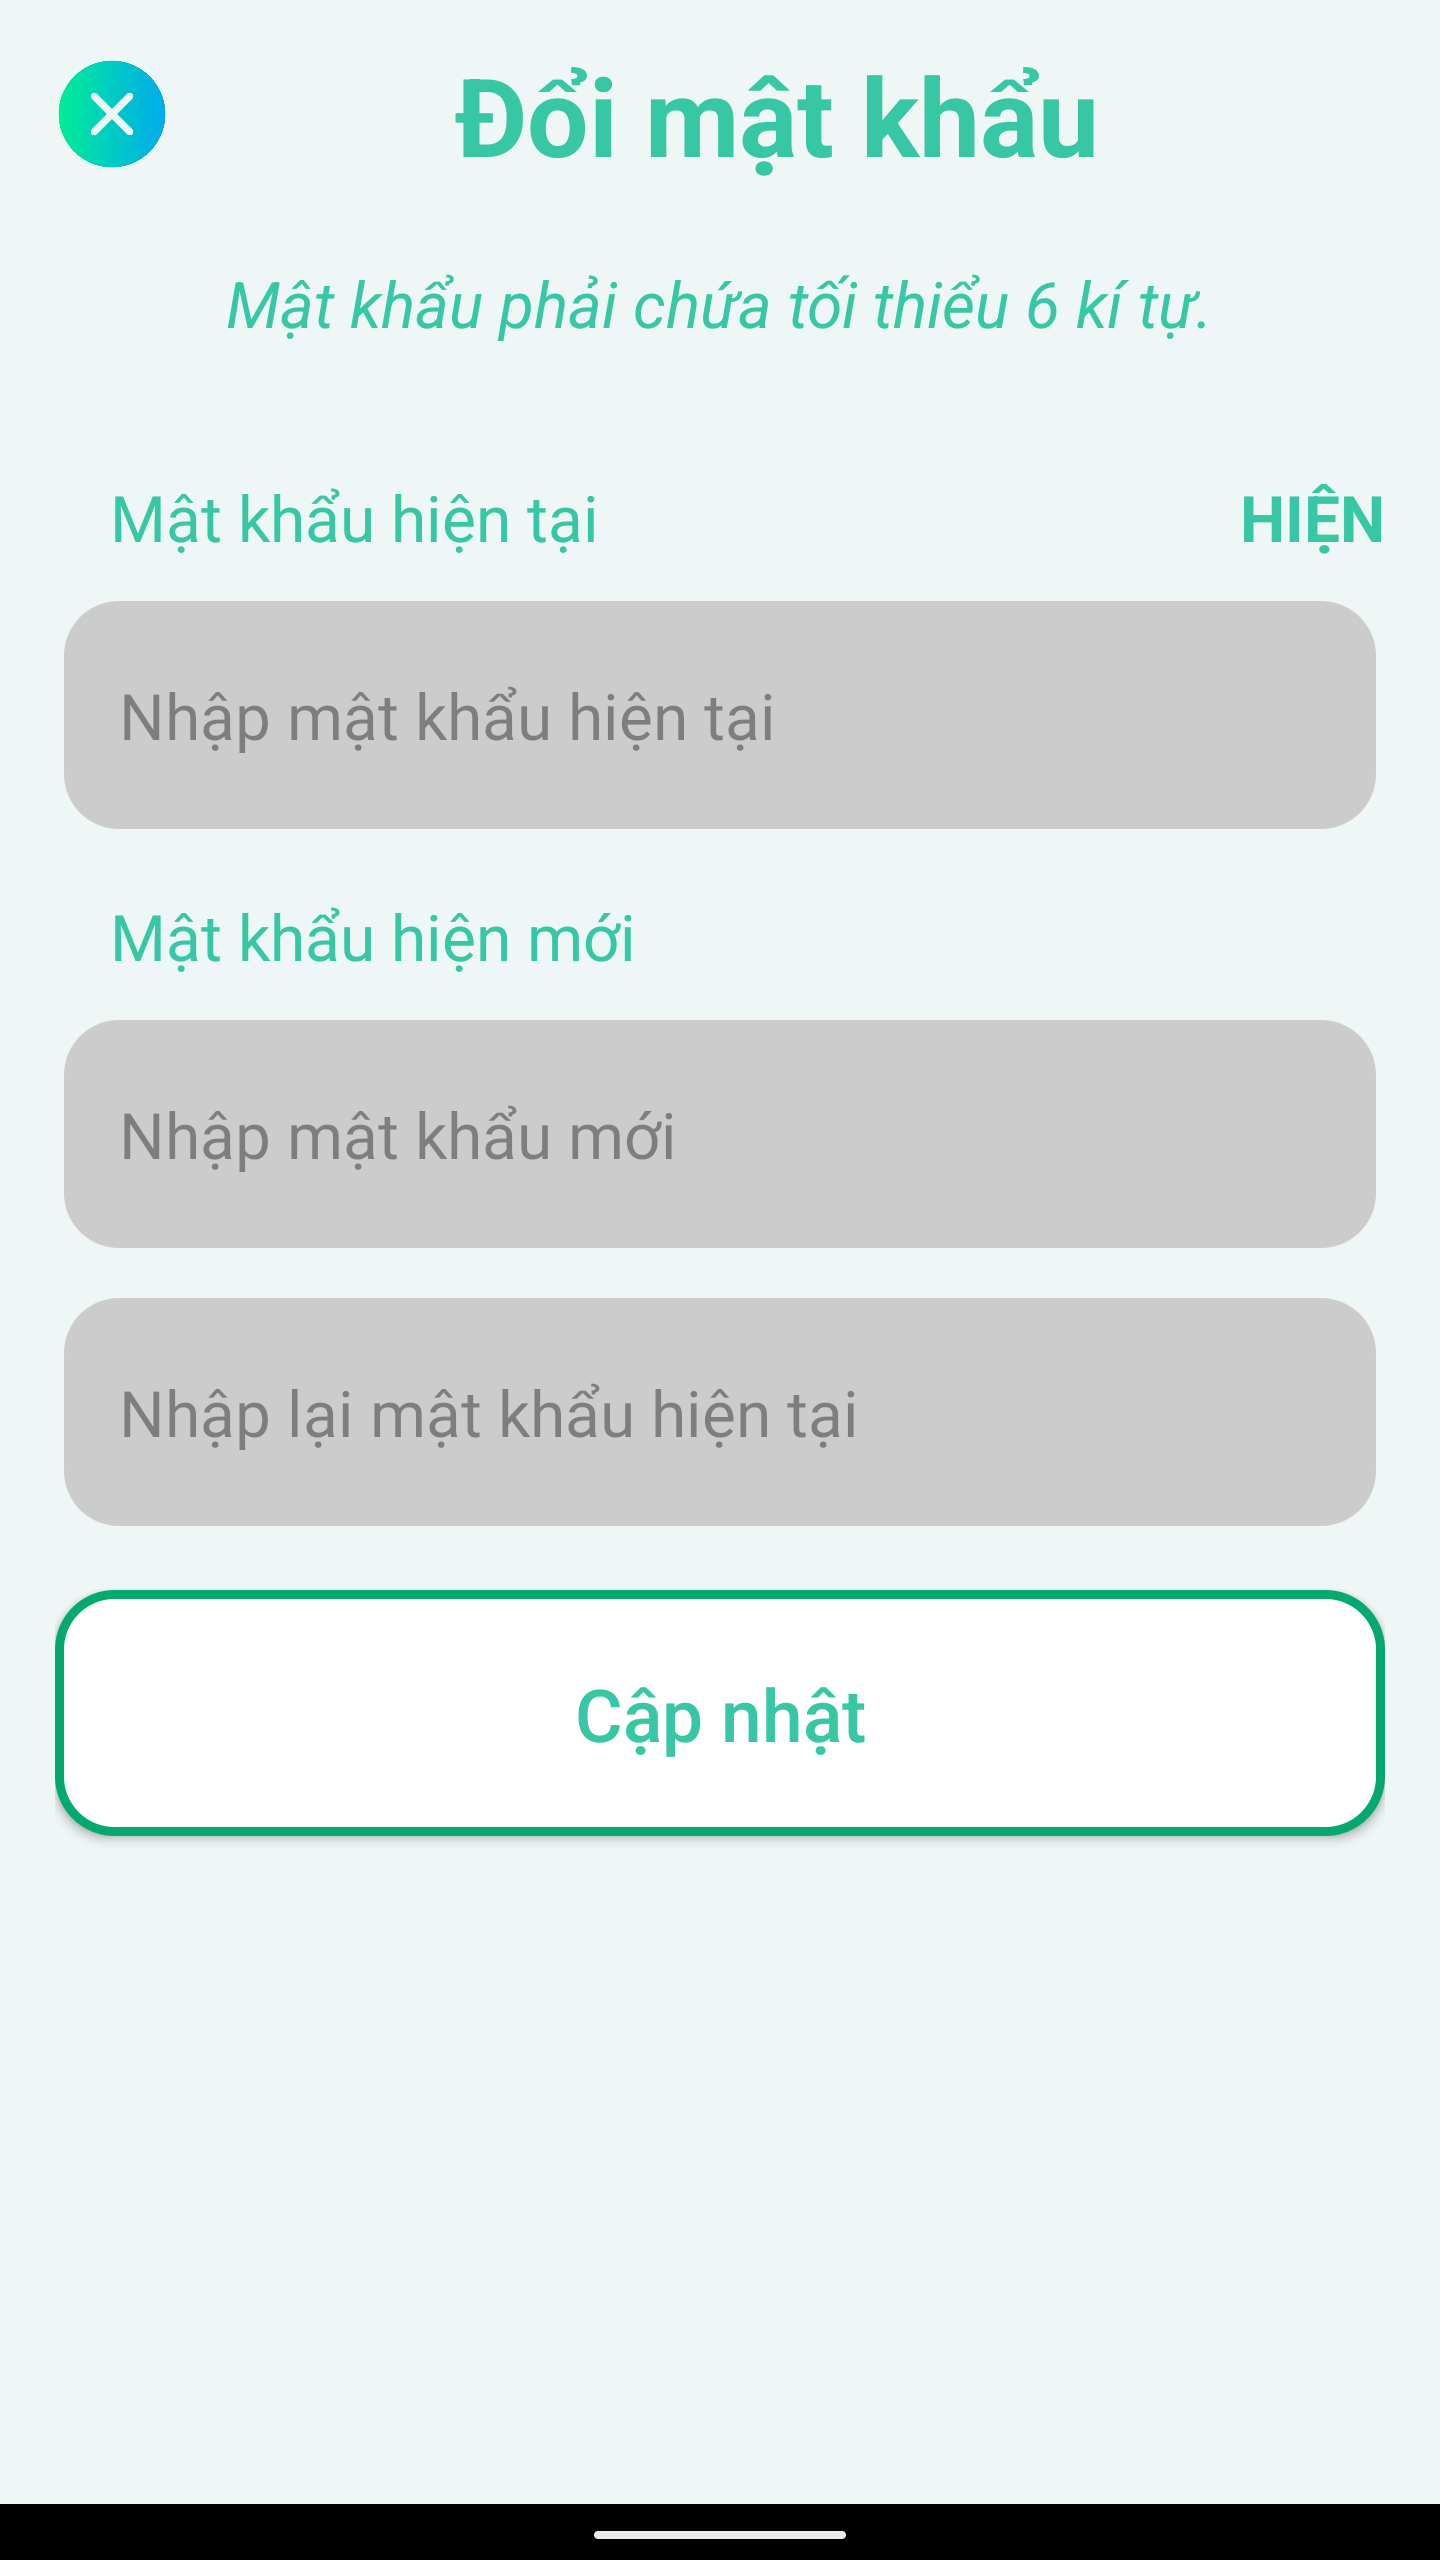 Đổi mật khẩu
Mật khẩu phải chứa tối thiểu 6 kí tự.
Mật khẩu hiện tại
HIỆN
Nhập mật khẩu hiện tại
Mật khẩu hiện mới
Nhập mật khẩu mới
Nhập lại mật khẩu hiện tại
Cập nhật